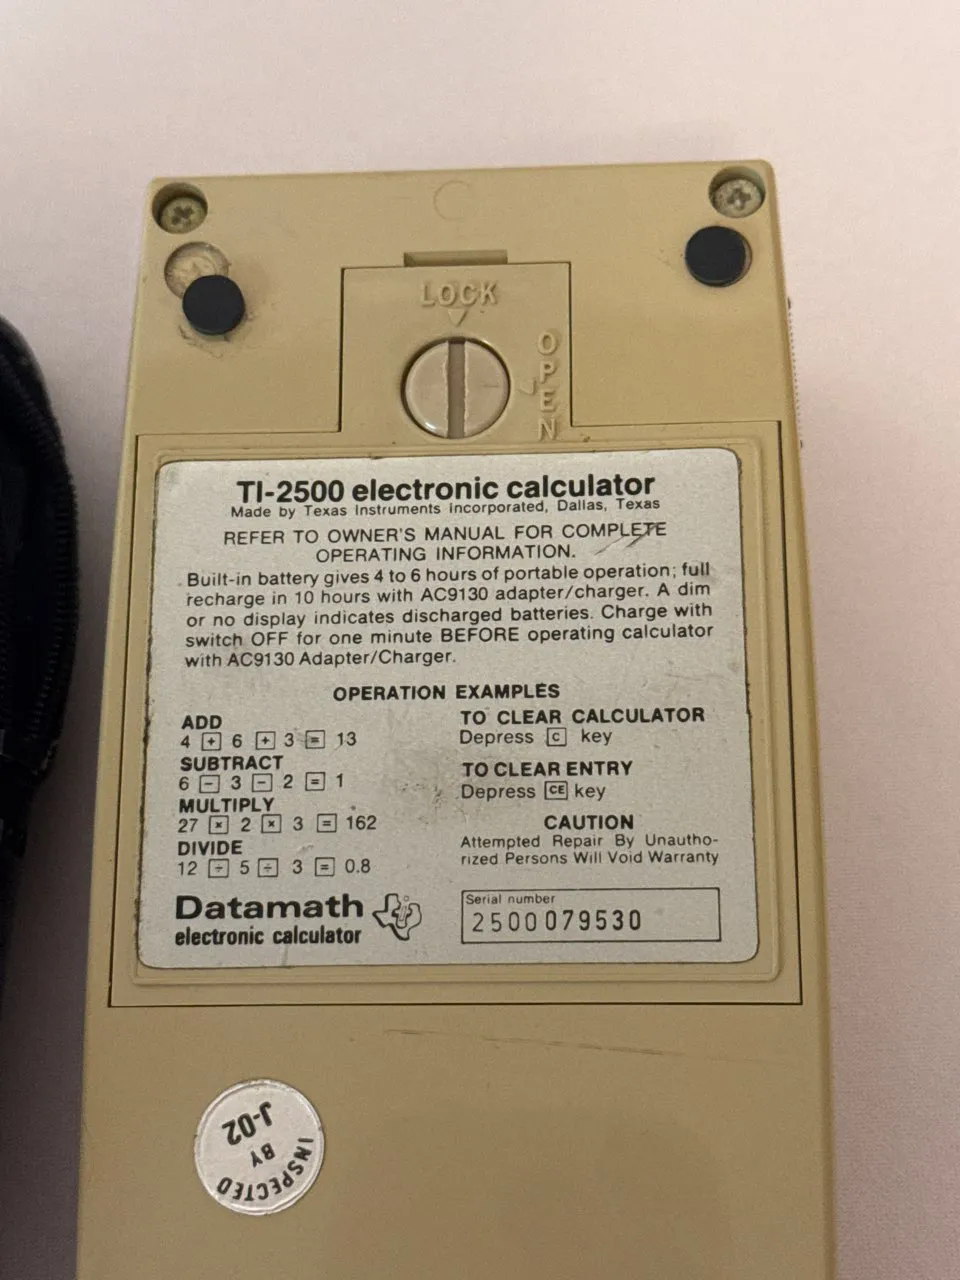 LOCK
OPEN
TI-2500 electronic calculator
Made by Texas Instruments Incorporated, Dallas, Texas
REFER TO OWNER'S MANUAL FOR COMPLETE
OPERATING INFORMATION.
Built-in battery gives 4 to 6 hours of portable operation; full
recharge in 10 hours with AC9130 adapter/charger. A dim
or no display indicates discharged batteries. Charge with
switch OFF for one minute BEFORE operating calculator
with AC9130 Adapter/Charger.
OPERATION EXAMPLES
ADD
4 + 6 + 3 = 13
SUBTRACT
6 − 3 − 2 = 1
MULTIPLY
27 × 2 × 3 = 162
DIVIDE
12 ÷ 5 ÷ 3 = 0.8
TO CLEAR CALCULATOR
Depress C key
TO CLEAR ENTRY
Depress CE key
CAUTION
Attempted Repair By Unautho-
rized Persons Will Void Warranty
Datamath
electronic calculator
Serial number
2500079530
INSPECTED
BY
J-02